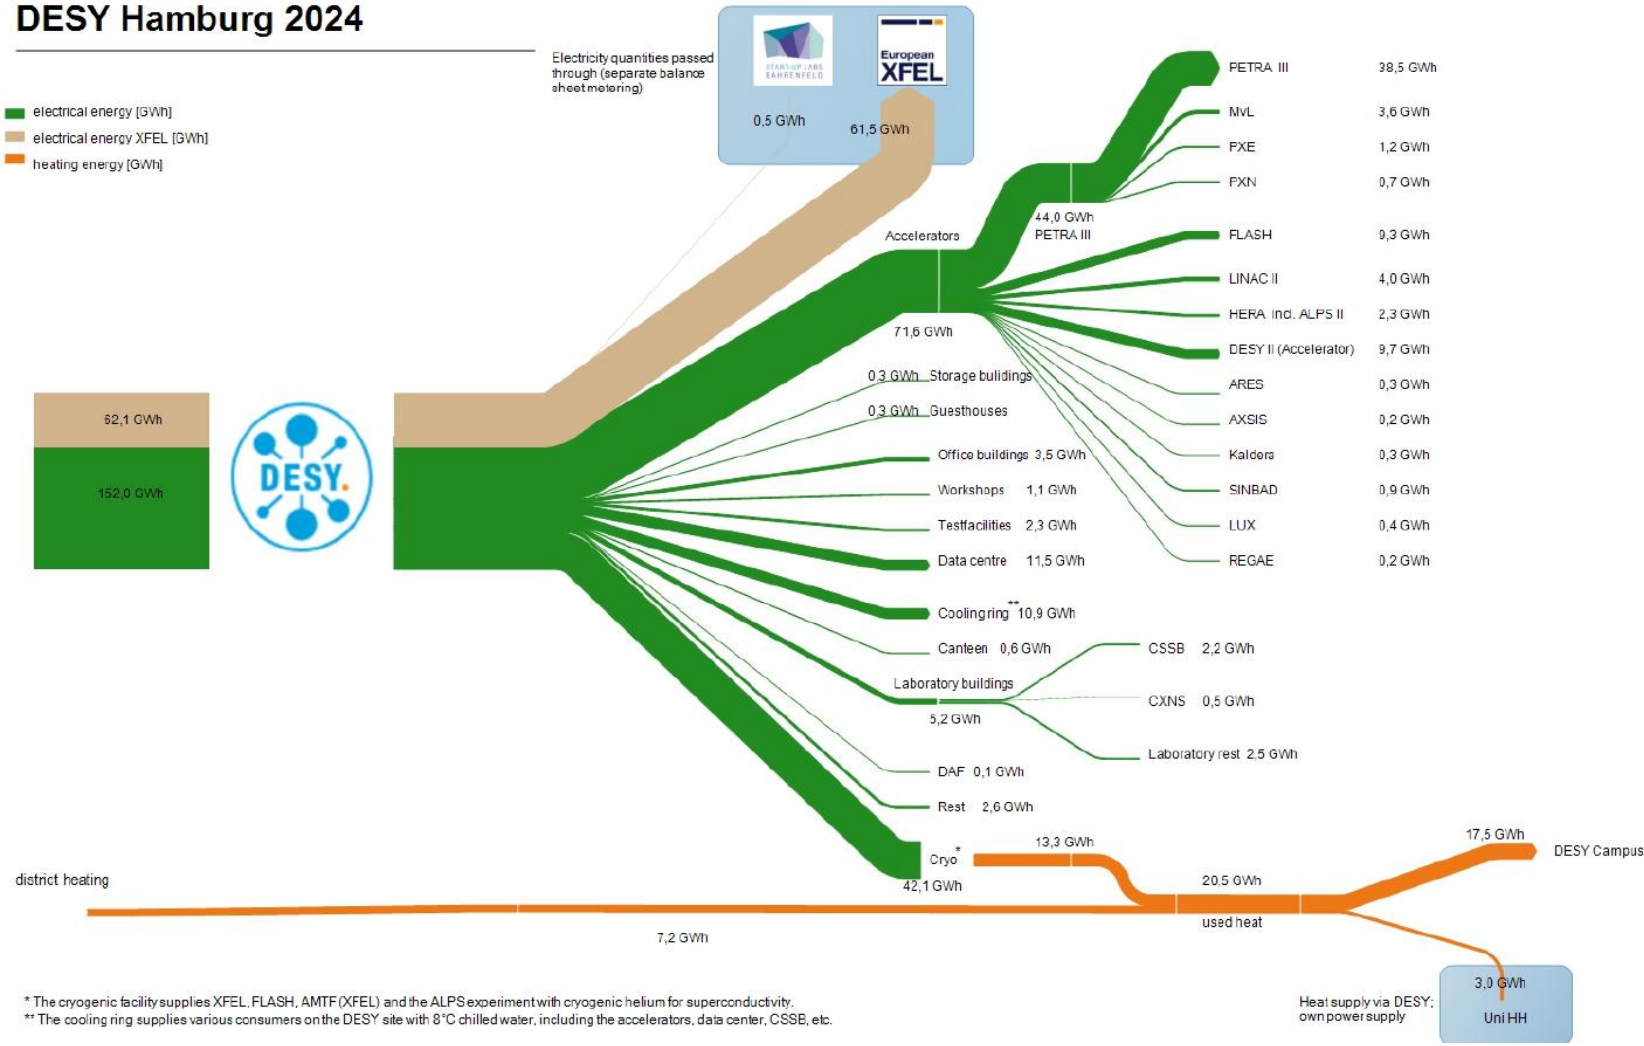 DESY Hamburg 2024
electrical energy [GWh]
electrical energy XFEL [GWh]
heating energy [GWh]
Electricity quantities passed
through (separate balance
sheet metering)
START-UP LABS
BAHRENFELD
European
XFEL
0,5 GWh
61,5 GWh
PETRA III 38,5 GWh
MvL 3,6 GWh
PXE 1,2 GWh
PXN 0,7 GWh
44,0 GWh
PETRA III
Accelerators
71,6 GWh
FLASH 9,3 GWh
LINAC II 4,0 GWh
HERA incl. ALPS II 2,3 GWh
DESY II (Accelerator) 9,7 GWh
ARES 0,3 GWh
AXSIS 0,2 GWh
Kaldera 0,3 GWh
SINBAD 0,9 GWh
LUX 0,4 GWh
REGAE 0,2 GWh
62,1 GWh
152,0 GWh
DESY.
0,3 GWh Storage buildings
0,3 GWh Guesthouses
Office buildings 3,5 GWh
Workshops 1,1 GWh
Testfacilities 2,3 GWh
Data centre 11,5 GWh
Cooling ring ** 10,9 GWh
Canteen 0,6 GWh
Laboratory buildings
5,2 GWh
CSSB 2,2 GWh
CXNS 0,5 GWh
Laboratory rest 2,5 GWh
DAF 0,1 GWh
Rest 2,6 GWh
Cryo *
42,1 GWh
13,3 GWh
20,5 GWh
used heat
17,5 GWh
DESY Campus
district heating
7,2 GWh
3,0 GWh
Uni HH
Heat supply via DESY;
own power supply
* The cryogenic facility supplies XFEL, FLASH, AMTF (XFEL) and the ALPS experiment with cryogenic helium for superconductivity.
** The cooling ring supplies various consumers on the DESY site with 8°C chilled water, including the accelerators, data center, CSSB, etc.